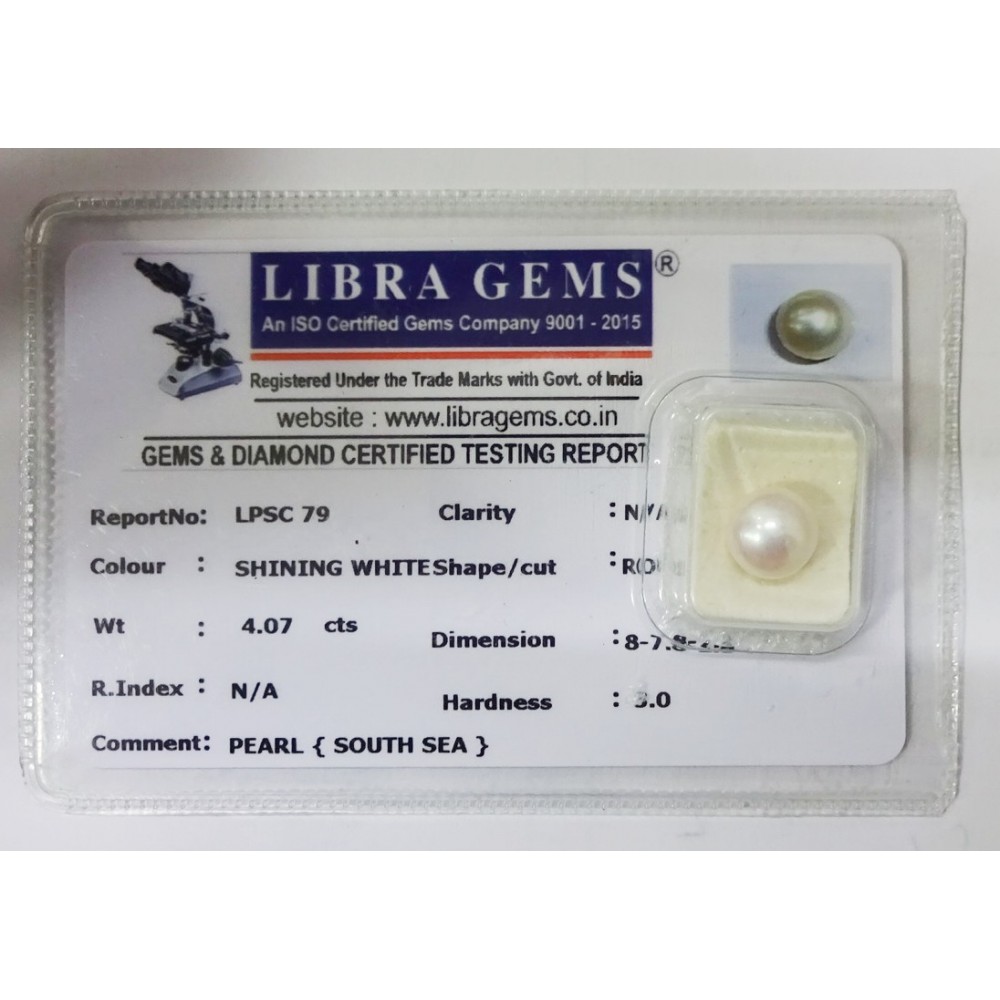 LIBRA GEMS ®
An ISO Certified Gems Company 9001 - 2015
Registered Under the Trade Marks with Govt. of India
website : www.libragems.co.in
GEMS & DIAMOND CERTIFIED TESTING REPORT
ReportNo: LPSC 79 Clarity : N/A
Colour : SHINING WHITE Shape/cut :
Wt : 4.07 cts Dimension :
R.Index : N/A Hardness : 3.0
Comment: PEARL { SOUTH SEA }